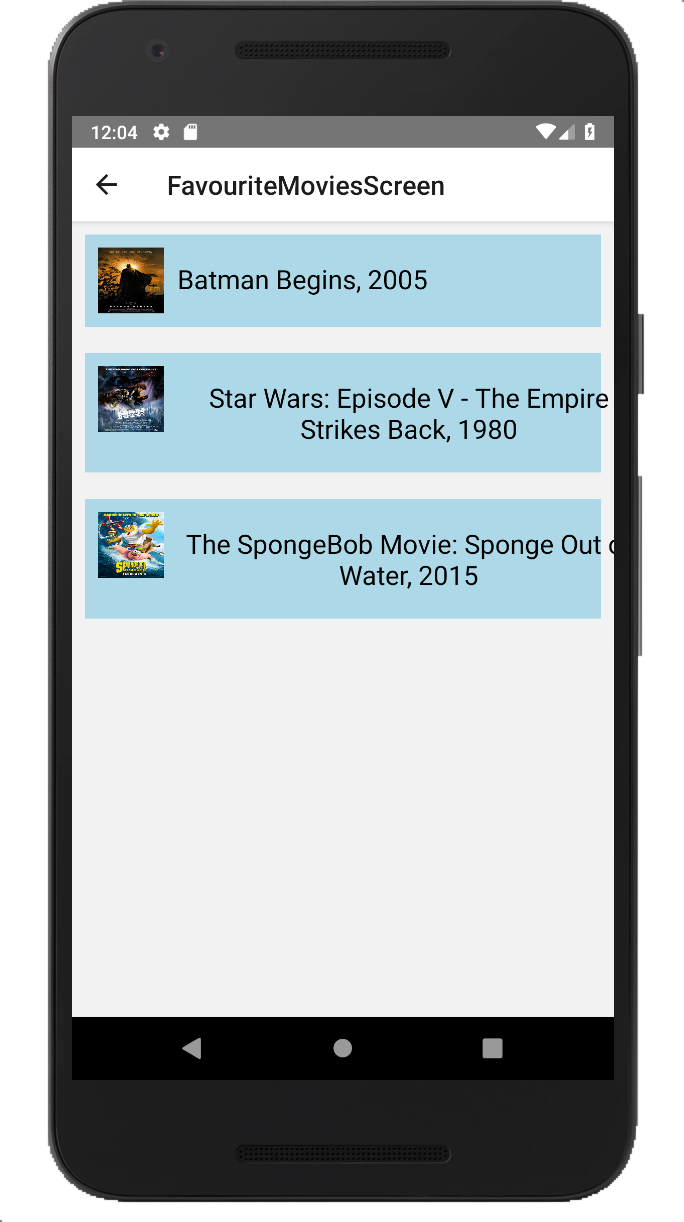 12:04
FavouriteMoviesScreen
Batman Begins, 2005
Star Wars: Episode V - The Empire
Strikes Back, 1980
The SpongeBob Movie: Sponge Out
Water, 2015